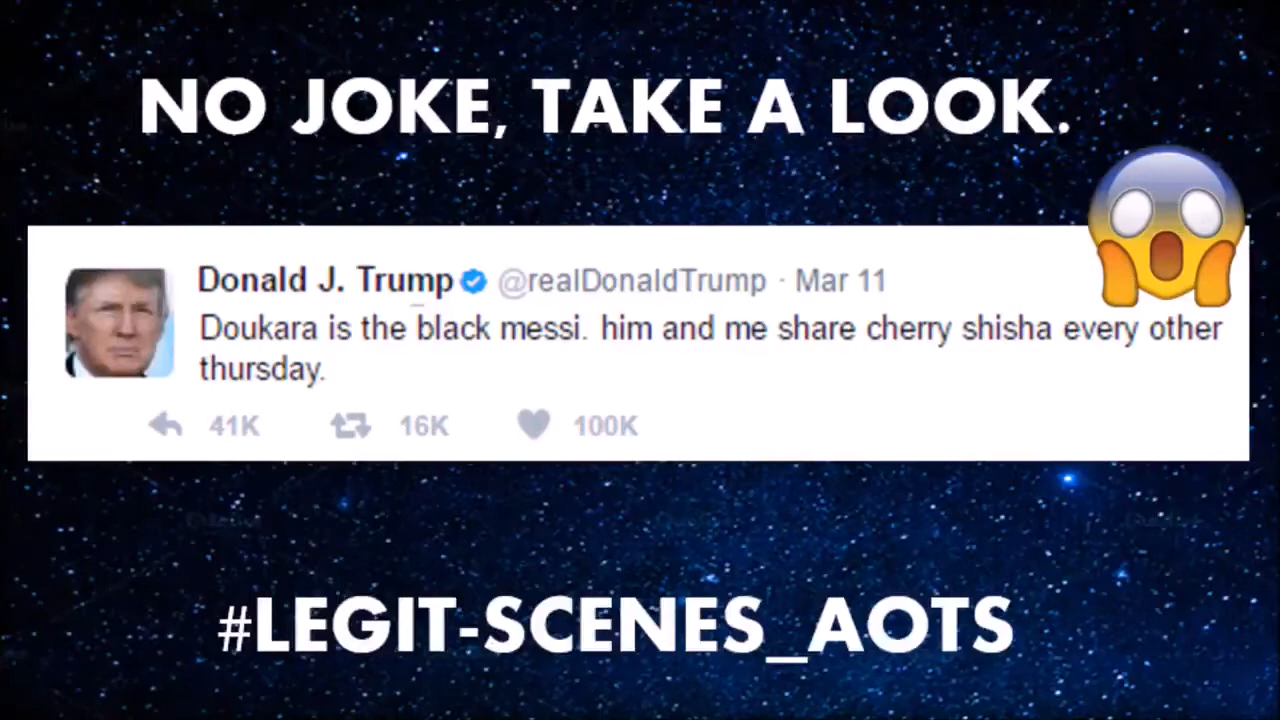 NO JOKE, TAKE A LOOK.
Donald J. Trump @realDonaldTrump · Mar 11
Doukara is the black messi. him and me share cherry shisha every other
thursday.
41K 16K 100K
#LEGIT-SCENES_AOTS